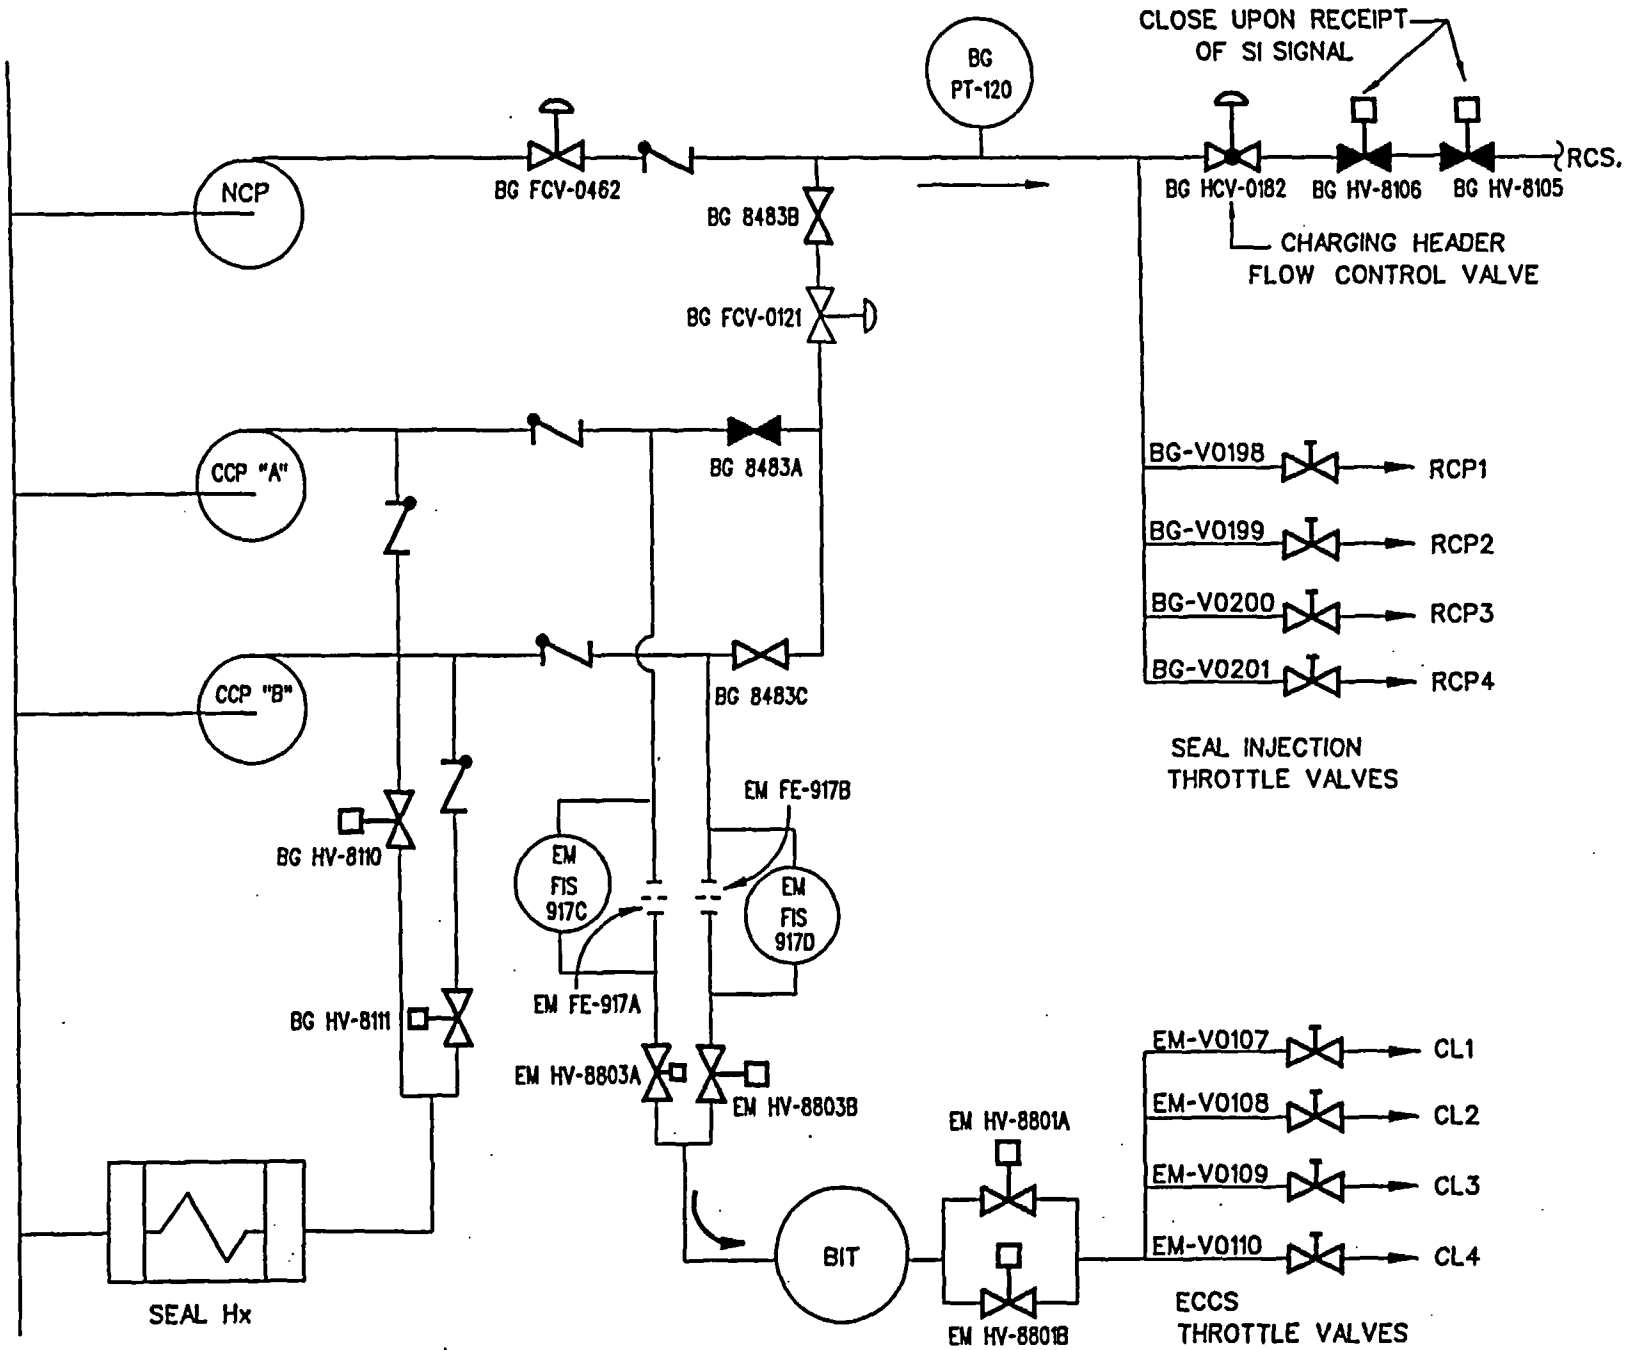 CLOSE UPON RECEIPT
OF SI SIGNAL
BG
PT-120
RCS.
NCP
BG FCV-0462
BG HCV-0182
BG HV-8106
BG HV-8105
BG 8483B
CHARGING HEADER
FLOW CONTROL VALVE
BG FCV-0121
CCP "A"
BG 8483A
BG-V0198
RCP1
BG-V0199
RCP2
BG-V0200
RCP3
BG-V0201
RCP4
CCP "B"
BG 8483C
SEAL INJECTION
THROTTLE VALVES
EM FE-917B
BG HV-8110
EM
FIS
917C
EM
FIS
917D
EM FE-917A
BG HV-8111
EM HV-8803A
EM HV-8803B
EM-V0107
CL1
EM-V0108
CL2
EM-V0109
CL3
EM-V0110
CL4
EM HV-8801A
BIT
EM HV-8801B
SEAL Hx
ECCS
THROTTLE VALVES